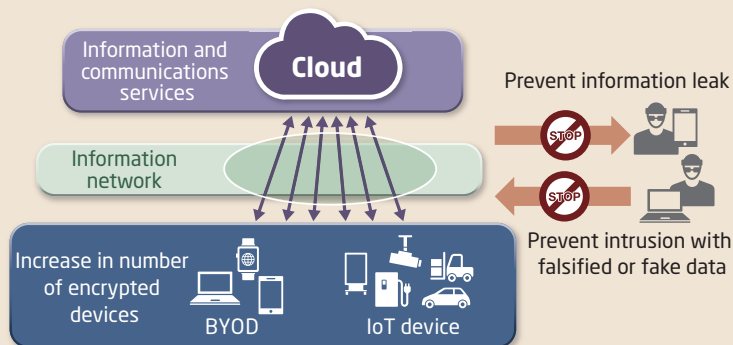 Information and
communications
services
Cloud
Prevent information leak
STOP
Information
network
STOP
Prevent intrusion with
falsified or fake data
Increase in number
of encrypted
devices
BYOD
IoT device